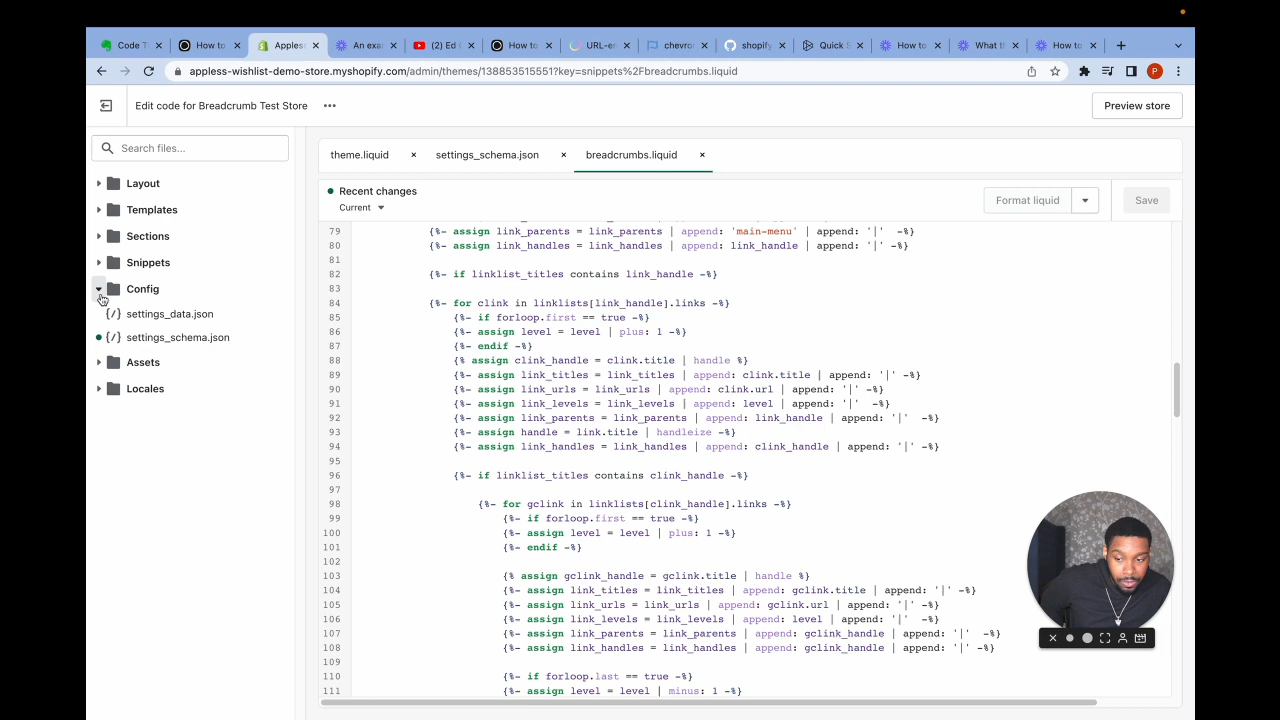 Code T
How to
Apples
An exa
(2) Ed
How to
URL-e
chevro
shopify
Quick S
How to
What th
How to
appless-wishlist-demo-store.myshopify.com/admin/themes/138853515551?key=snippets%2Fbreadcrumbs.liquid
P
Edit code for Breadcrumb Test Store
Preview store
Search files...
Layout
Templates
Sections
Snippets
Config
{/} settings_data.json
{/} settings_schema.json
Assets
Locales
theme.liquid
settings_schema.json
breadcrumbs.liquid
Recent changes
Current
Format liquid
Save
79 {%- assign link_parents = link_parents | append: 'main-menu' | append: '|' -%}
80 {%- assign link_handles = link_handles | append: link_handle | append: '|' -%}
81
82 {%- if linklist_titles contains link_handle -%}
83
84 {%- for clink in linklists[link_handle].links -%}
85 {%- if forloop.first == true -%}
86 {%- assign level = level | plus: 1 -%}
87 {%- endif -%}
88 {% assign clink_handle = clink.title | handle %}
89 {%- assign link_titles = link_titles | append: clink.title | append: '|' -%}
90 {%- assign link_urls = link_urls | append: clink.url | append: '|' -%}
91 {%- assign link_levels = link_levels | append: level | append: '|' -%}
92 {%- assign link_parents = link_parents | append: link_handle | append: '|' -%}
93 {%- assign handle = link.title | handleize -%}
94 {%- assign link_handles = link_handles | append: clink_handle | append: '|' -%}
95
96 {%- if linklist_titles contains clink_handle -%}
97
98 {%- for gclink in linklists[clink_handle].links -%}
99 {%- if forloop.first == true -%}
100 {%- assign level = level | plus: 1 -%}
101 {%- endif -%}
102
103 {% assign gclink_handle = gclink.title | handle %}
104 {%- assign link_titles = link_titles | append: gclink.title | append: '|' -%}
105 {%- assign link_urls = link_urls | append: gclink.url | append: '|' -%}
106 {%- assign link_levels = link_levels | append: level | append: '|' -%}
107 {%- assign link_parents = link_parents | append: gclink_handle | append: '|' -%}
108 {%- assign link_handles = link_handles | append: gclink_handle | append: '|' -%}
109
110 {%- if forloop.last == true -%}
111 {%- assign level = level | minus: 1 -%}